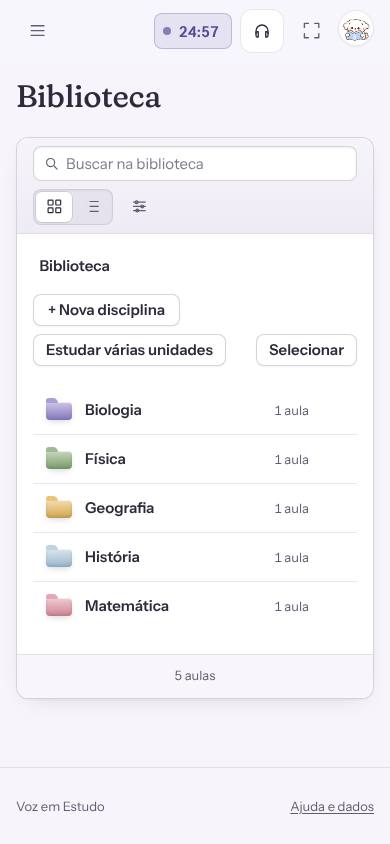 24:57
Biblioteca
Buscar na biblioteca
Biblioteca
+ Nova disciplina
Estudar várias unidades
Selecionar
Biologia 1 aula
Física 1 aula
Geografia 1 aula
História 1 aula
Matemática 1 aula
5 aulas
Voz em Estudo
Ajuda e dados